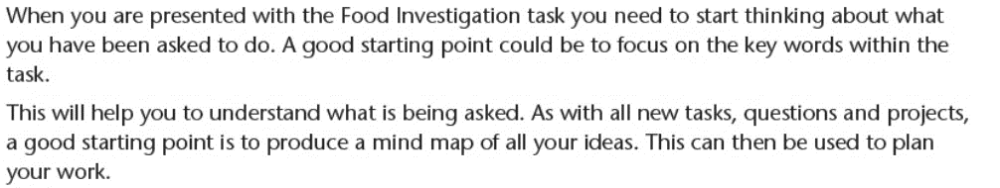 When you are presented with the Food Investigation task you need to start thinking about what
you have been asked to do. A good starting point could be to focus on the key words within the
task.
This will help you to understand what is being asked. As with all new tasks, questions and projects,
a good starting point is to produce a mind map of all your ideas. This can then be used to plan
your work.